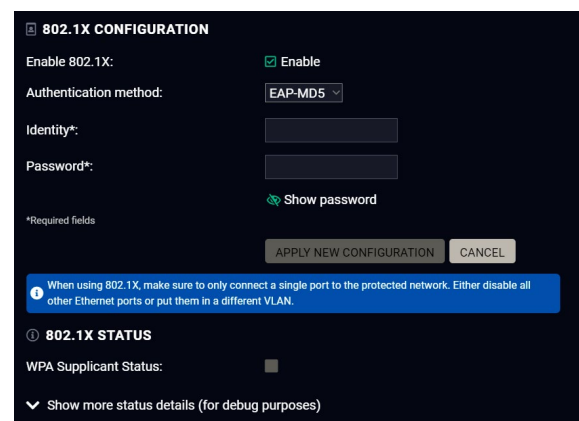 802.1X CONFIGURATION
Enable 802.1X: Enable
Authentication method: EAP-MD5
Identity*:
Password*:
Show password
*Required fields
APPLY NEW CONFIGURATION CANCEL
When using 802.1X, make sure to only connect a single port to the protected network. Either disable all
other Ethernet ports or put them in a different VLAN.
802.1X STATUS
WPA Supplicant Status:
Show more status details (for debug purposes)